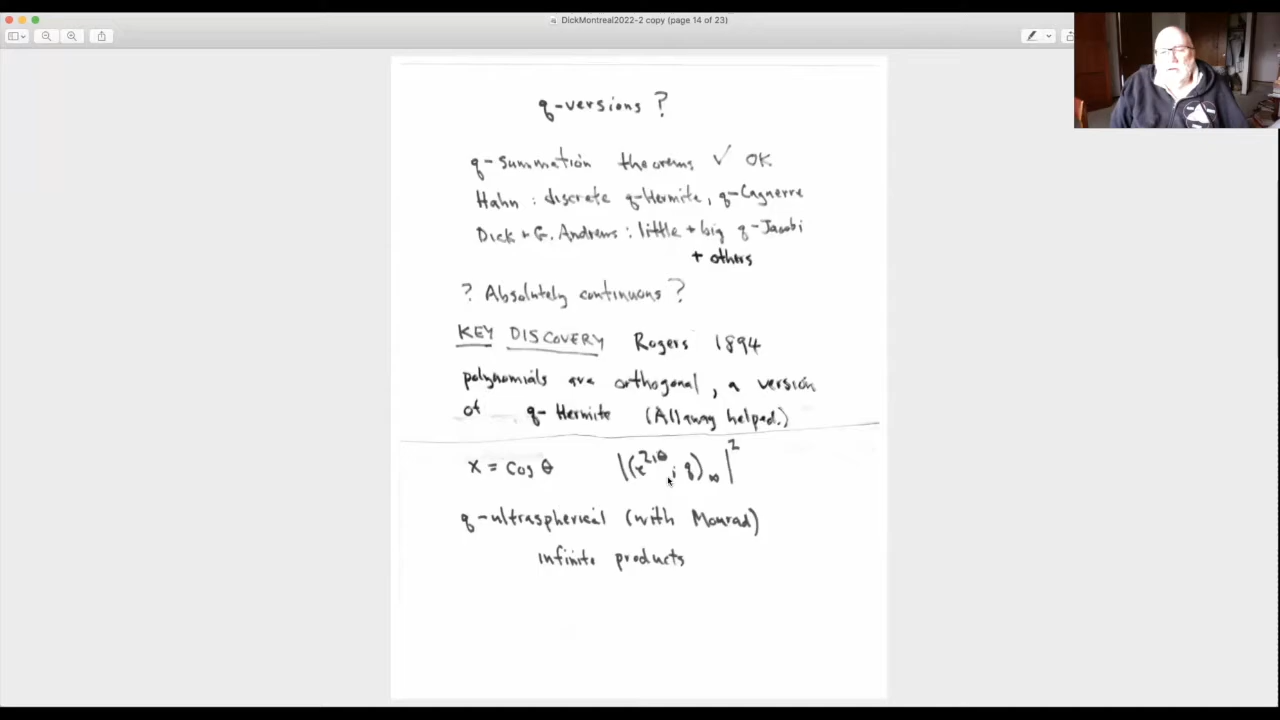 DickMontreal2022-2 copy (page 14 of 23)
q-versions?
q-summation theorems ✓ OK
Hahn: discrete q-Hermite, q-Lagnerre
Dick + G. Andrews: little + big q-Jacobi
+ others
? Absolutely continuous?
KEY DISCOVERY Rogers 1894
polynomials are orthogonal, a version
of q-Hermite (Allaway helped.)
x = cos θ |(e^{2iθ}; q)_∞|^2
q-ultraspherical (with Mourad)
infinite products